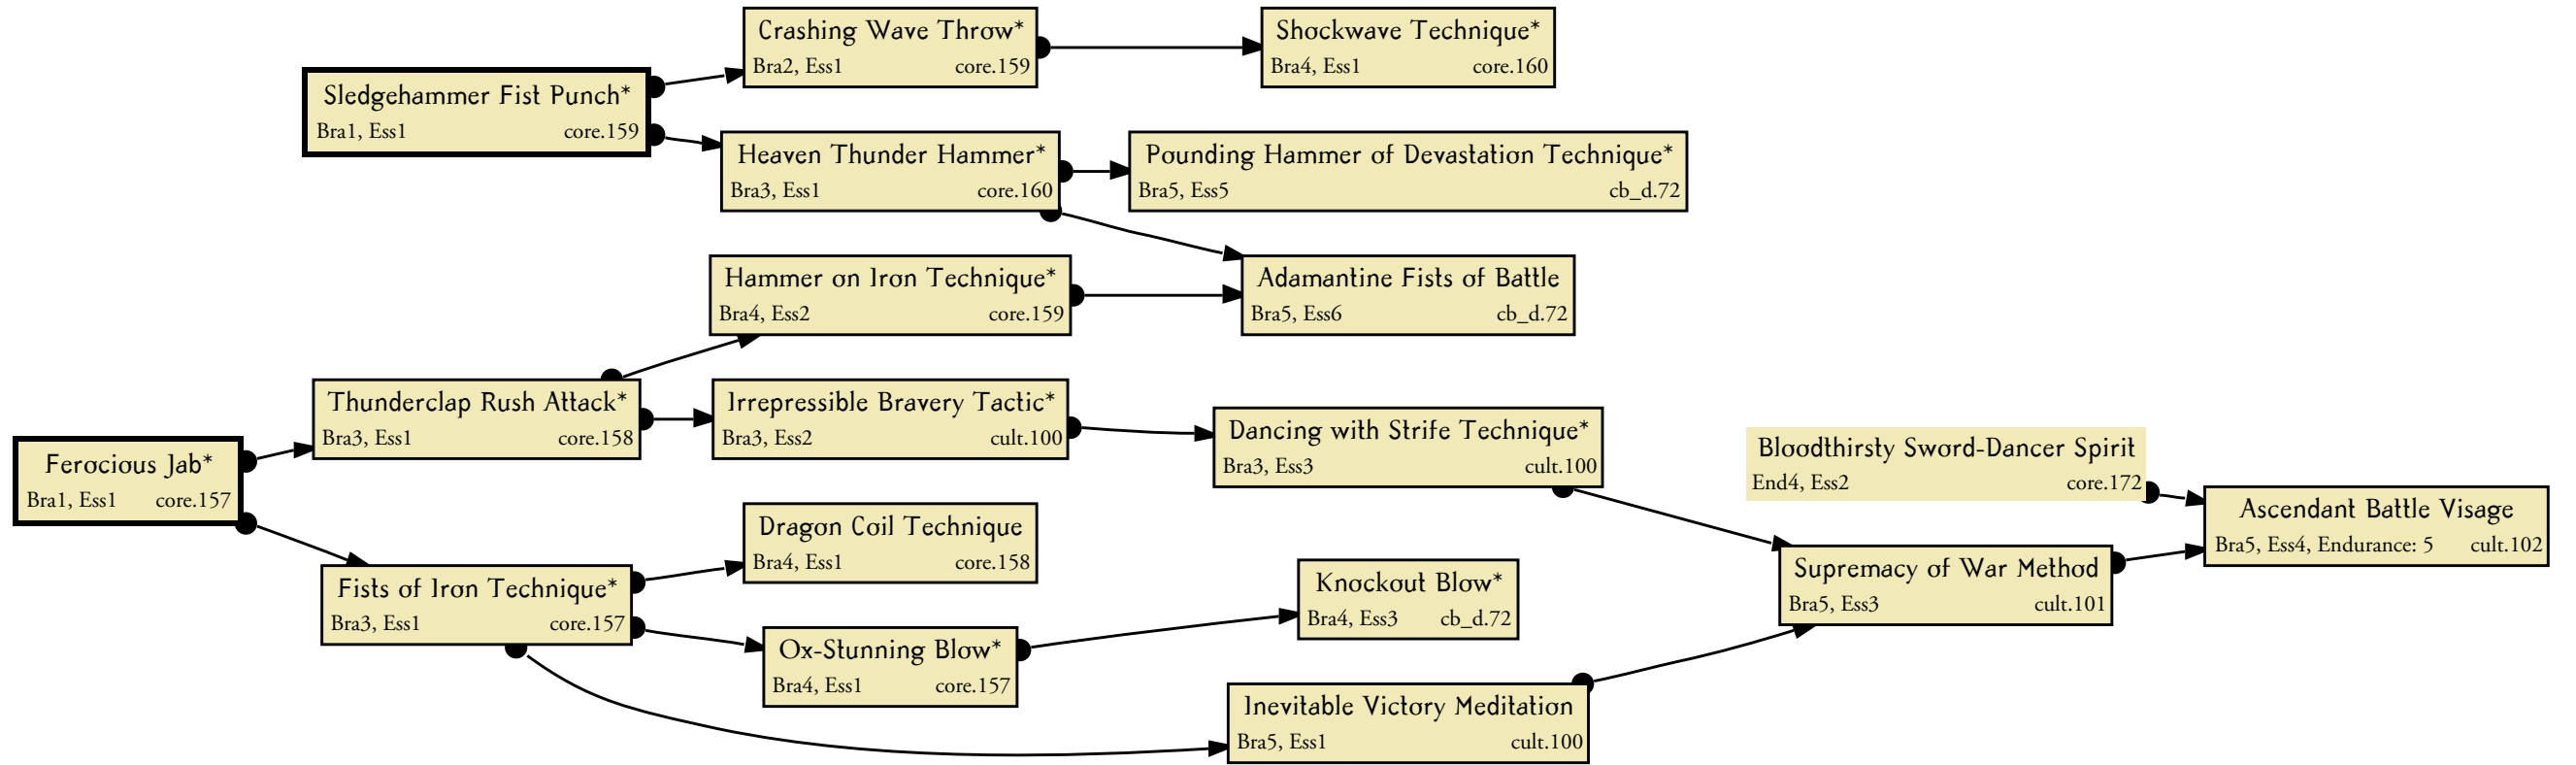 Crashing Wave Throw*
Bra2, Ess1 core.159
Shockwave Technique*
Bra4, Ess1 core.160
Sledgehammer Fist Punch*
Bra1, Ess1 core.159
Heaven Thunder Hammer*
Bra3, Ess1 core.160
Pounding Hammer of Devastation Technique*
Bra5, Ess5 cb_d.72
Hammer on Iron Technique*
Bra4, Ess2 core.159
Adamantine Fists of Battle
Bra5, Ess6 cb_d.72
Thunderclap Rush Attack*
Bra3, Ess1 core.158
Irrepressible Bravery Tactic*
Bra3, Ess2 cult.100
Dancing with Strife Technique*
Bra3, Ess3 cult.100
Bloodthirsty Sword-Dancer Spirit
End4, Ess2 core.172
Ferocious Jab*
Bra1, Ess1 core.157
Ascendant Battle Visage
Bra5, Ess4, Endurance: 5 cult.102
Dragon Coil Technique
Bra4, Ess1 core.158
Supremacy of War Method
Bra5, Ess3 cult.101
Fists of Iron Technique*
Bra3, Ess1 core.157
Knockout Blow*
Bra4, Ess3 cb_d.72
Ox-Stunning Blow*
Bra4, Ess1 core.157
Inevitable Victory Meditation
Bra5, Ess1 cult.100